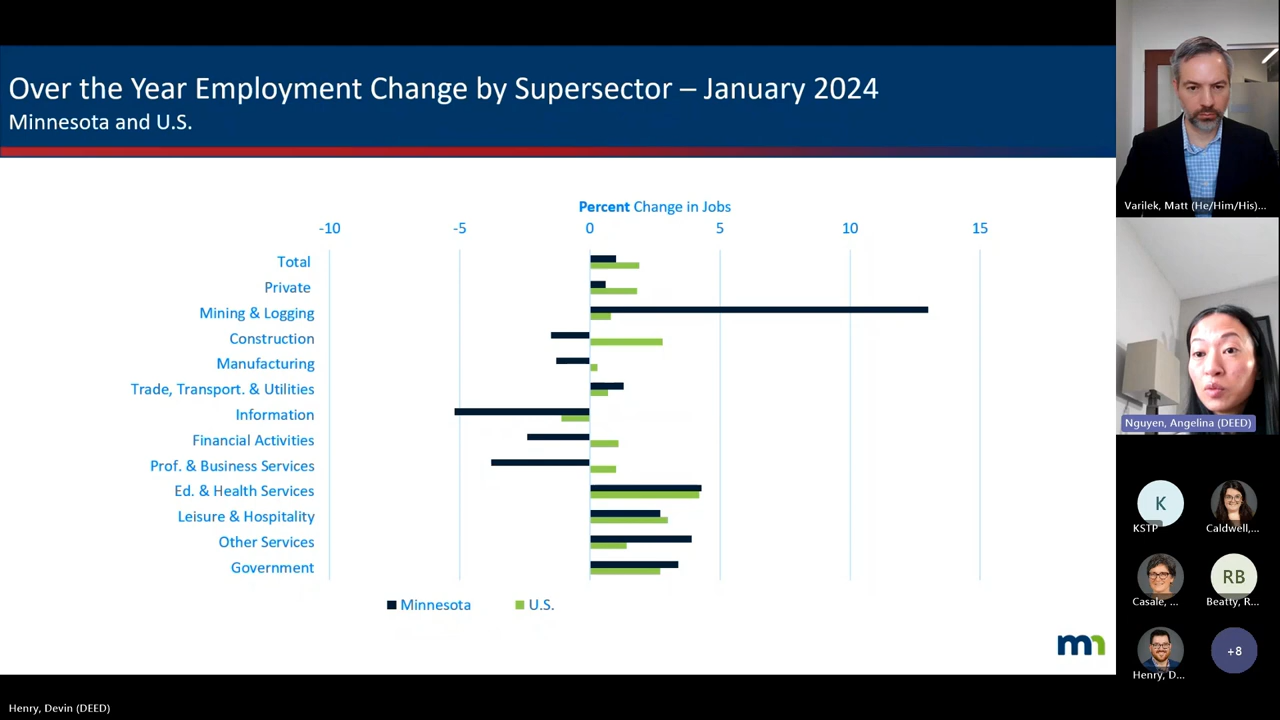 Over the Year Employment Change by Supersector – January 2024
Minnesota and U.S.
Percent Change in Jobs
-10 -5 0 5 10 15
Total
Private
Mining & Logging
Construction
Manufacturing
Trade, Transport. & Utilities
Information
Financial Activities
Prof. & Business Services
Ed. & Health Services
Leisure & Hospitality
Other Services
Government
Minnesota U.S.
mn
Henry, Devin (DEED)
Varilek, Matt (He/Him/His)...
Nguyen, Angelina (DEED)
K
KSTP Caldwell,...
RB
Casale, ... Beatty, R...
+8
Henry, D...